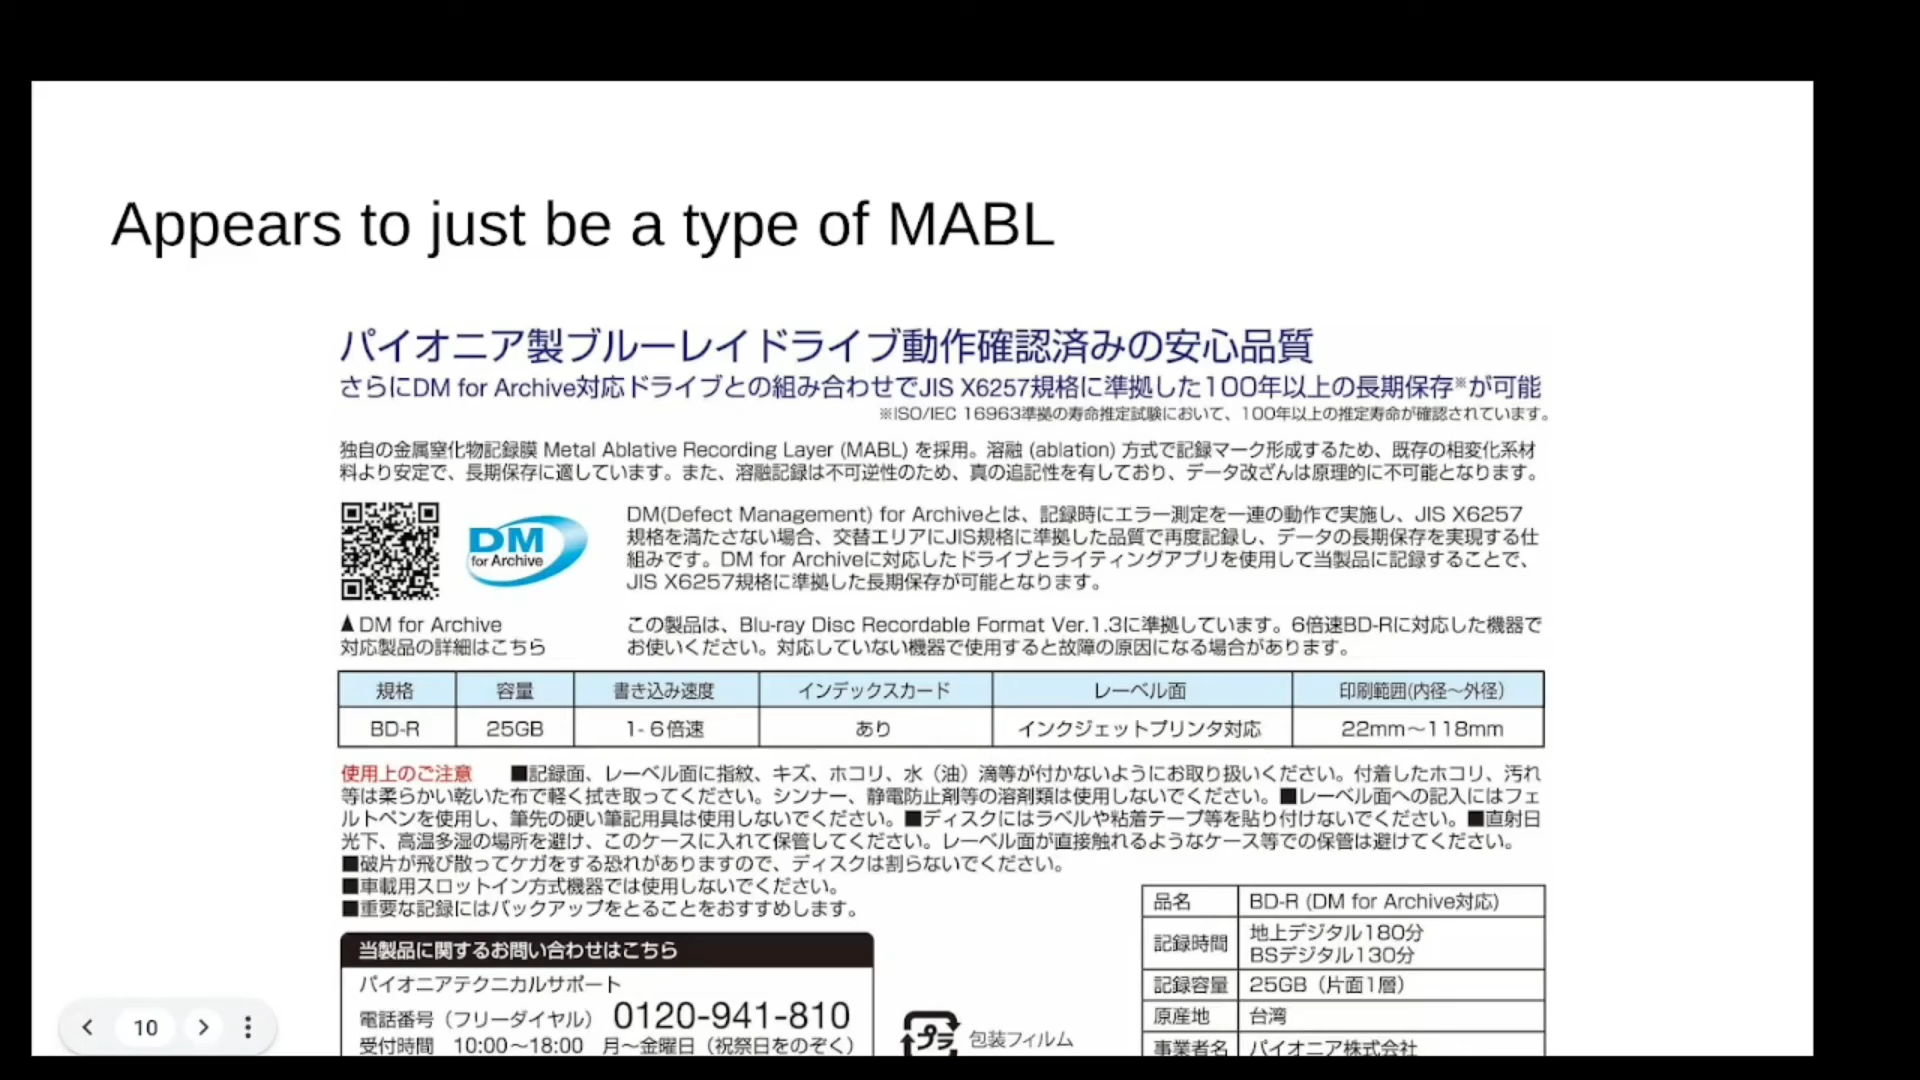 Appears to just be a type of MABL
パイオニア製ブルーレイドライブ動作確認済みの安心品質
さらにDM for Archive対応ドライブとの組み合わせでJIS X6257規格に準拠した100年以上の長期保存※が可能
※ISO/IEC 16963準拠の寿命推定試験において、100年以上の推定寿命が確認されています。
独自の金属窒化物記録膜 Metal Ablative Recording Layer (MABL) を採用。溶融 (ablation) 方式で記録マーク形成するため、既存の相変化系材
料より安定で、長期保存に適しています。また、溶融記録は不可逆性のため、真の追記性を有しており、データ改ざんは原理的に不可能となります。
DM for Archive
DM(Defect Management) for Archiveとは、記録時にエラー測定を一連の動作で実施し、JIS X6257
規格を満たさない場合、交替エリアにJIS規格に準拠した品質で再度記録し、データの長期保存を実現する仕
組みです。DM for Archiveに対応したドライブとライティングアプリを使用して当製品に記録することで、
JIS X6257規格に準拠した長期保存が可能となります。
▲DM for Archive
対応製品の詳細はこちら
この製品は、Blu-ray Disc Recordable Format Ver.1.3に準拠しています。6倍速BD-Rに対応した機器で
お使いください。対応していない機器で使用すると故障の原因になる場合があります。
規格 容量 書き込み速度 インデックスカード レーベル面 印刷範囲(内径〜外径)
BD-R 25GB 1-6倍速 あり インクジェットプリンタ対応 22mm〜118mm
使用上のご注意 ■記録面、レーベル面に指紋、キズ、ホコリ、水（油）滴等が付かないようにお取り扱いください。付着したホコリ、汚れ
等は柔らかい乾いた布で軽く拭き取ってください。シンナー、静電防止剤等の溶剤類は使用しないでください。■レーベル面への記入にはフェ
ルトペンを使用し、筆先の硬い筆記用具は使用しないでください。■ディスクにはラベルや粘着テープ等を貼り付けないでください。■直射日
光下、高温多湿の場所を避け、このケースに入れて保管してください。レーベル面が直接触れるようなケース等での保管は避けてください。
■破片が飛び散ってケガをする恐れがありますので、ディスクは割らないでください。
■車載用スロットイン方式機器では使用しないでください。
■重要な記録にはバックアップをとることをおすすめします。
当製品に関するお問い合わせはこちら
パイオニアテクニカルサポート
電話番号（フリーダイヤル） 0120-941-810
受付時間 10:00〜18:00 月〜金曜日（祝祭日をのぞく）
プラ 包装フィルム
品名 BD-R (DM for Archive対応)
記録時間 地上デジタル180分
BSデジタル130分
記録容量 25GB（片面1層）
原産地 台湾
事業者名 パイオニア株式会社
10